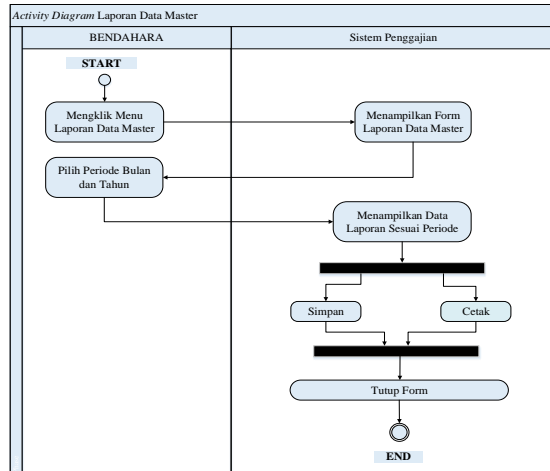 Activity Diagram Laporan Data Master
BENDAHARA
Sistem Penggajian
START
Mengklik Menu
Laporan Data Master
Menampilkan Form
Laporan Data Master
Pilih Periode Bulan
dan Tahun
Menampilkan Data
Laporan Sesuai Periode
Simpan
Cetak
Tutup Form
END